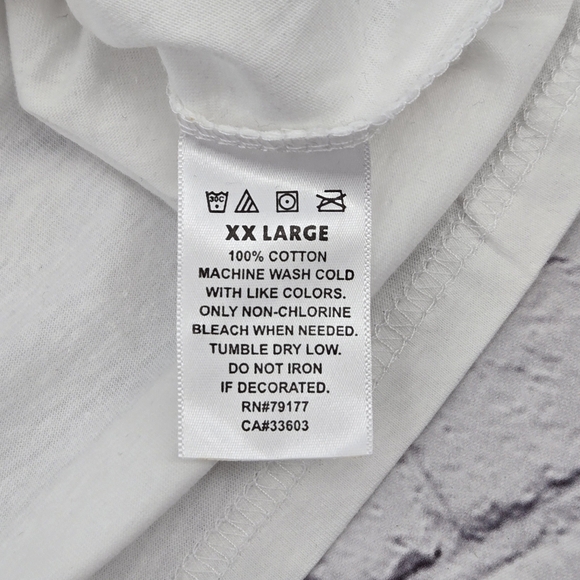 30C
XX LARGE
100% COTTON
MACHINE WASH COLD
WITH LIKE COLORS.
ONLY NON-CHLORINE
BLEACH WHEN NEEDED.
TUMBLE DRY LOW.
DO NOT IRON
IF DECORATED.
RN#79177
CA#33603